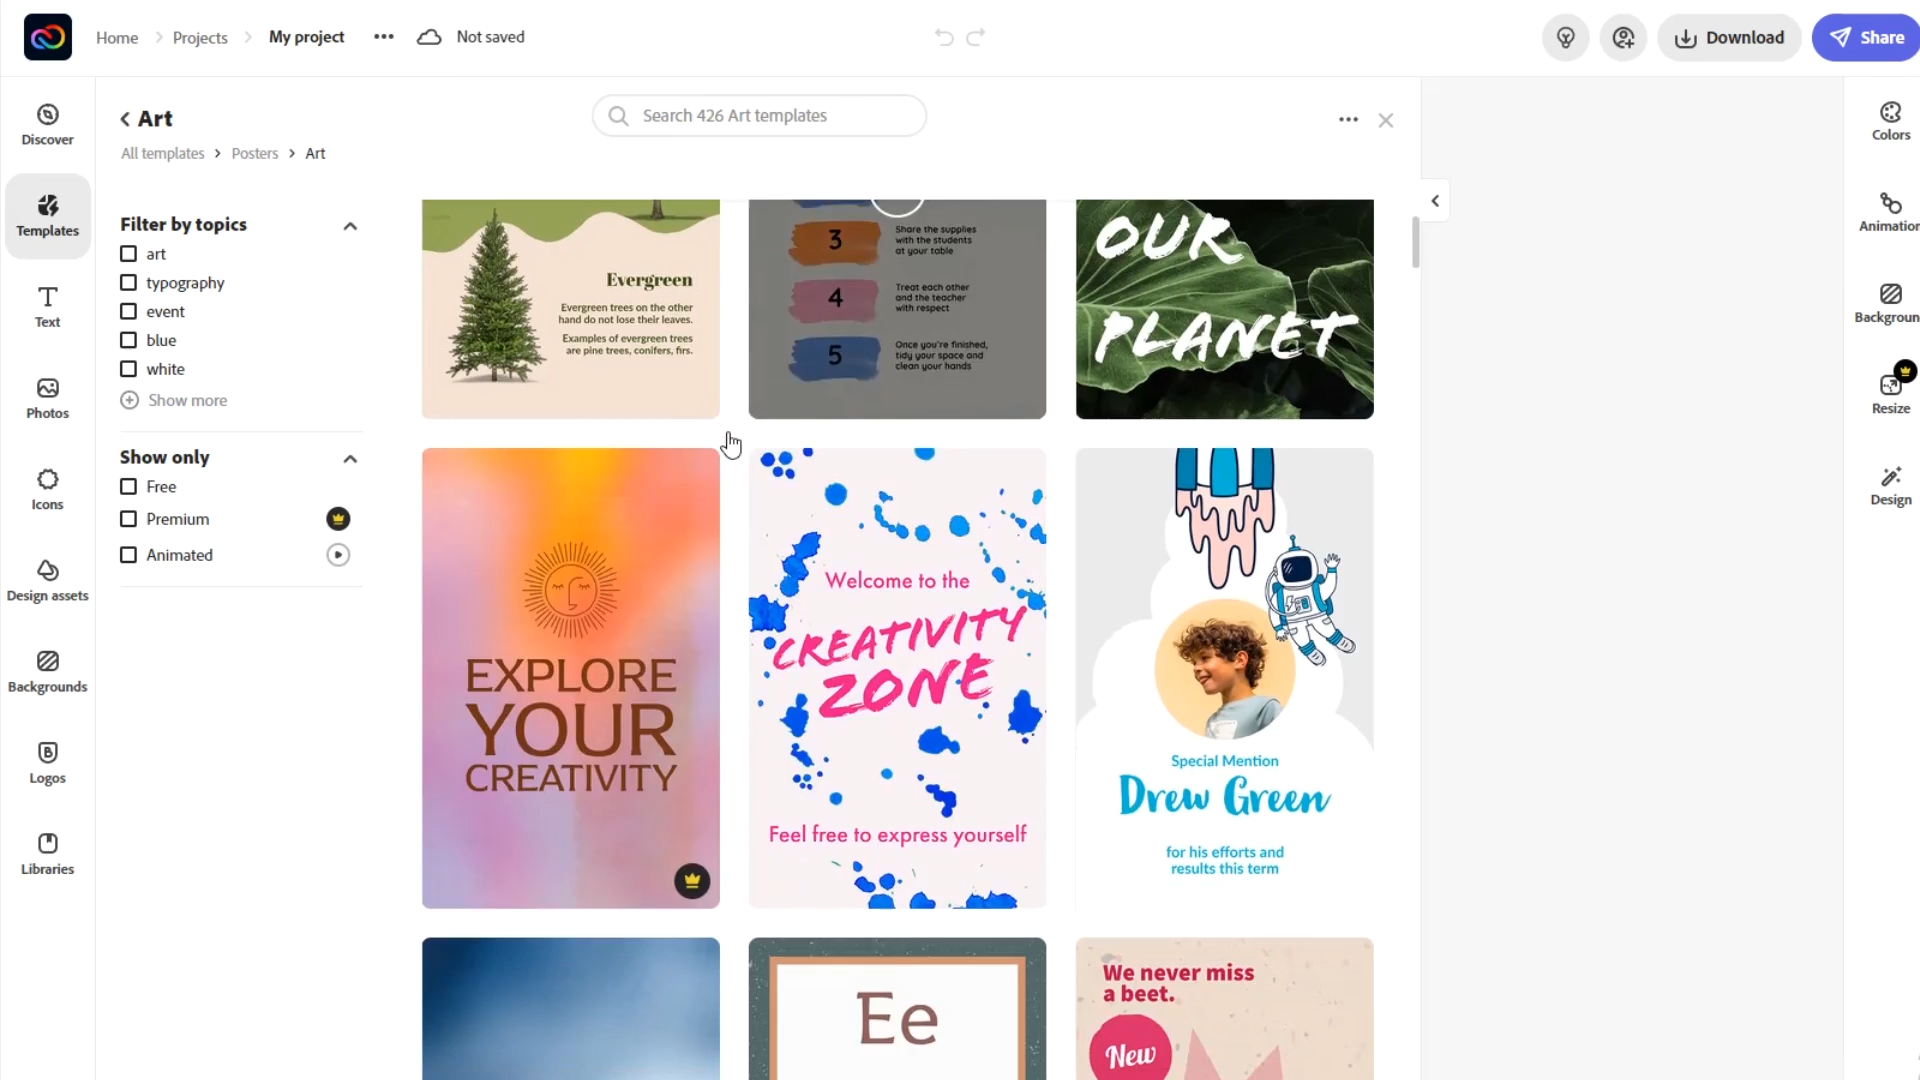 Home
Projects
My project
Not saved
Download
Share
Discover
Templates
Text
Photos
Icons
Design assets
Backgrounds
Logos
Libraries
Art
All templates
Posters
Art
Search 426 Art templates
Filter by topics
art
typography
event
blue
white
Show more
Show only
Free
Premium
Animated
Evergreen
Evergreen trees on the other
hand do not lose their leaves.
Examples of evergreen trees
are pine trees, conifers, firs.
3
Share the supplies
with the students
at your table
4
Treat each other
and the teacher
with respect
5
Once you're finished,
tidy your space and
clean your hands
OUR
PLANET
EXPLORE
YOUR
CREATIVITY
Welcome to the
CREATIVITY
ZONE
Feel free to express yourself
Special Mention
Drew Green
for his efforts and
results this term
Ee
We never miss
a beet.
New
Colors
Animation
Backgroun
Resize
Design